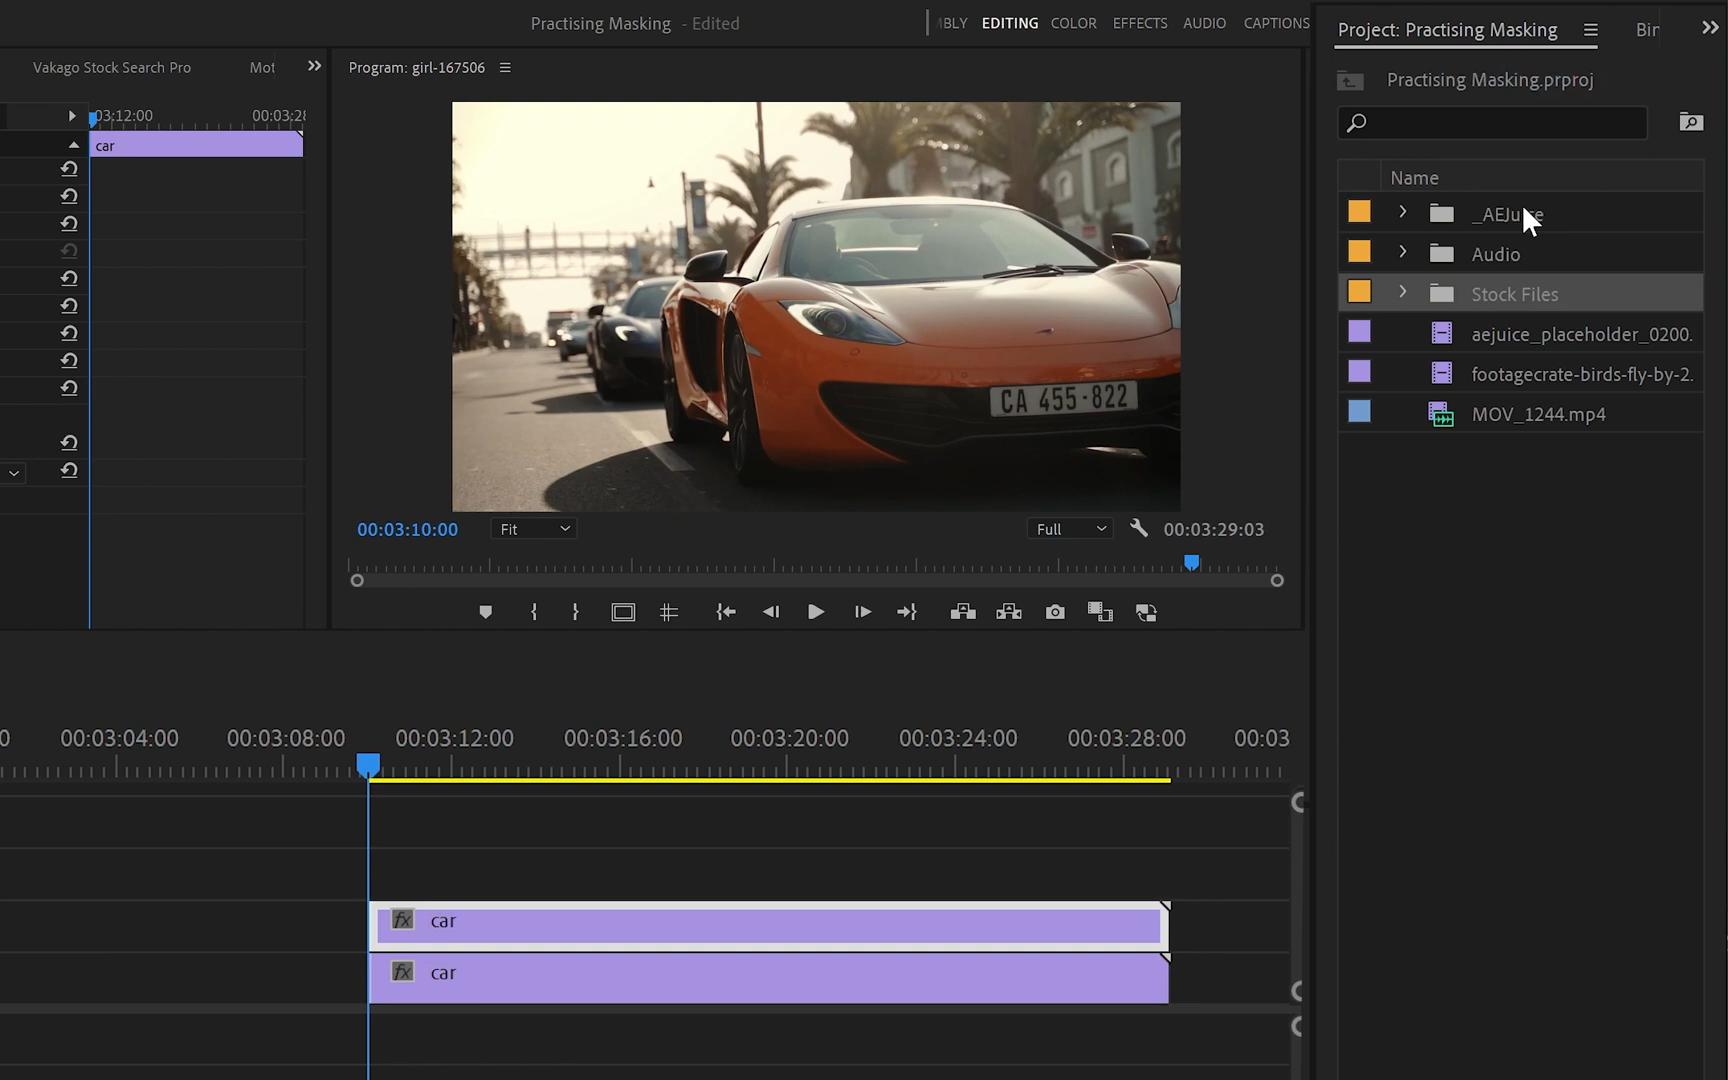 Practising Masking - Edited
MBLY EDITING COLOR EFFECTS AUDIO CAPTIONS
Project: Practising Masking
Bir
Vakago Stock Search Pro
Mot
Program: girl-167506
Practising Masking.prproj
03:12:00
00:03:28
car
Name
_AEJuice
Audio
Stock Files
aejuice_placeholder_0200.
footagecrate-birds-fly-by-2.
MOV_1244.mp4
CA 455-822
00:03:10:00
Fit
Full
00:03:29:03
0 00:03:04:00 00:03:08:00 00:03:12:00 00:03:16:00 00:03:20:00 00:03:24:00 00:03:28:00 00:03
fx car
fx car